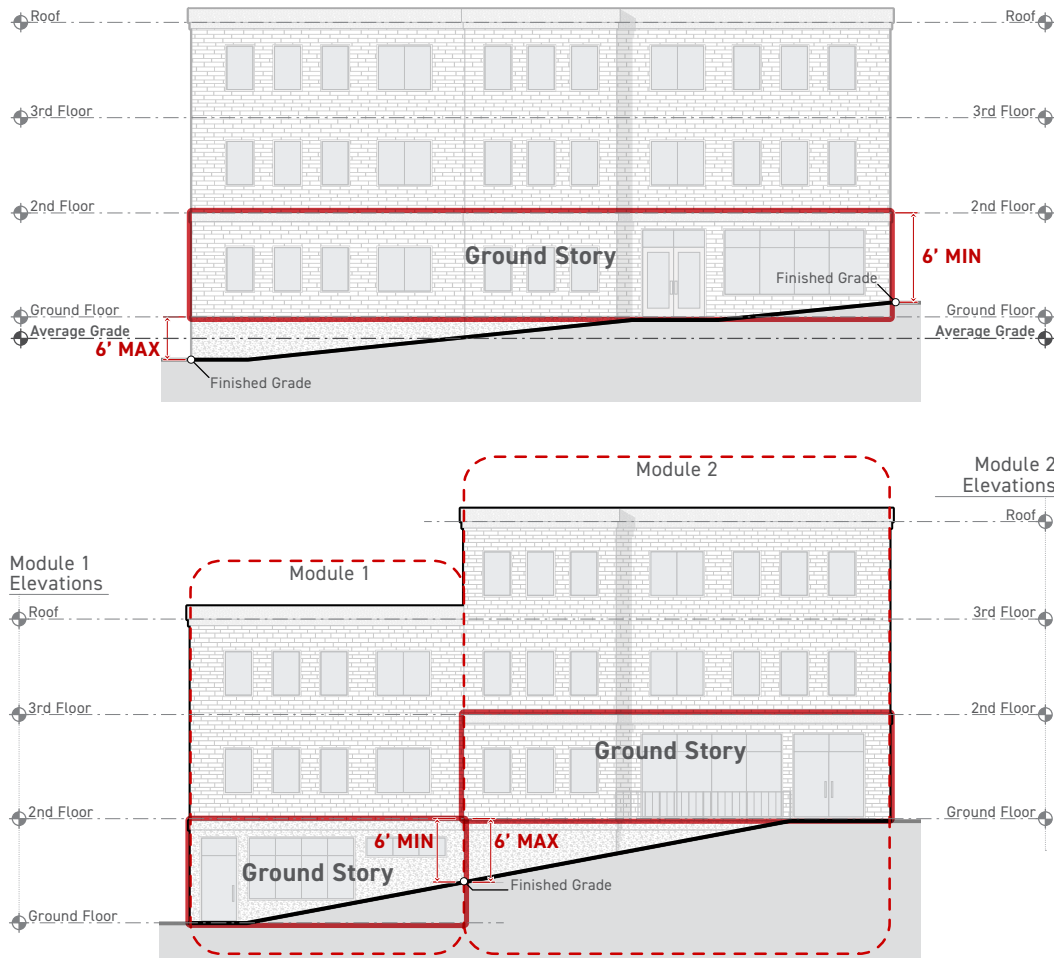 Roof
Roof
3rd Floor
3rd Floor
2nd Floor
2nd Floor
Ground Story
6’ MIN
Finished Grade
Ground Floor
Ground Floor
Average Grade
Average Grade
6’ MAX
Finished Grade
Module 2
Module 2
Elevations
Roof
Module 1
Elevations
Module 1
Roof
3rd Floor
3rd Floor
2nd Floor
Ground Story
2nd Floor
Ground Floor
6’ MIN
6’ MAX
Ground Story
Finished Grade
Ground Floor